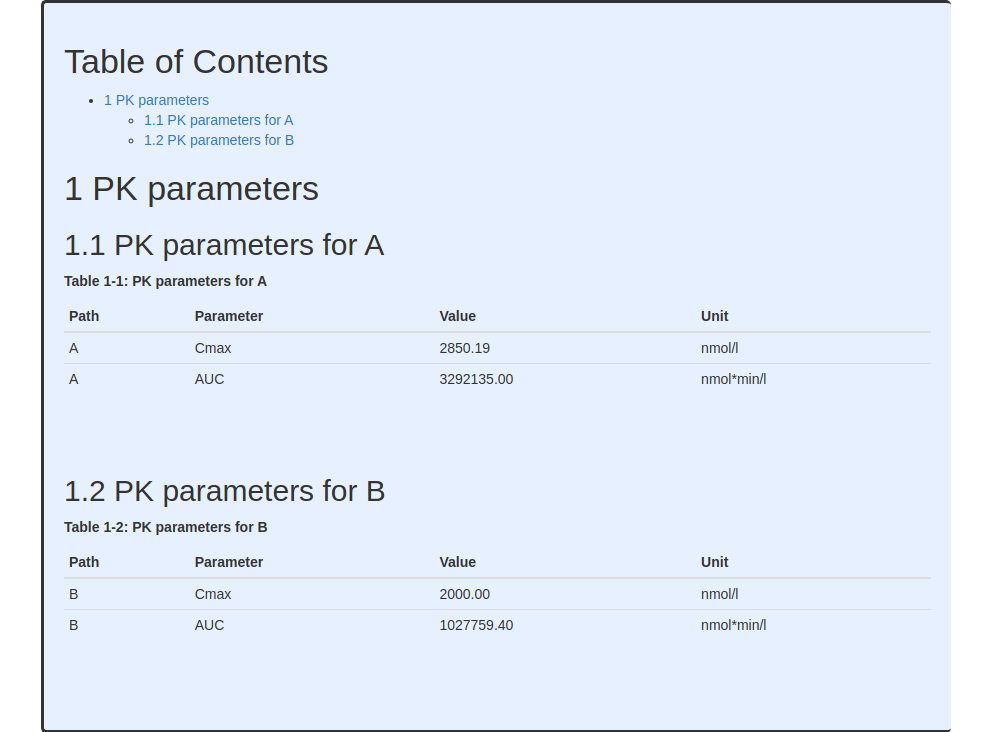 Table of Contents
1 PK parameters
1.1 PK parameters for A
1.2 PK parameters for B
1 PK parameters
1.1 PK parameters for A
Table 1-1: PK parameters for A
Path Parameter Value Unit
A Cmax 2850.19 nmol/l
A AUC 3292135.00 nmol*min/l
1.2 PK parameters for B
Table 1-2: PK parameters for B
Path Parameter Value Unit
B Cmax 2000.00 nmol/l
B AUC 1027759.40 nmol*min/l